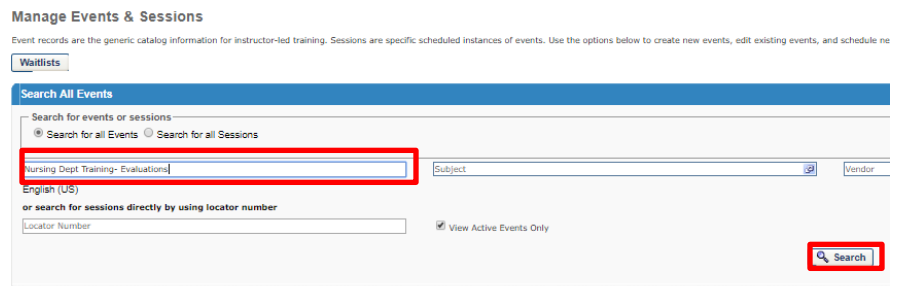 Manage Events & Sessions
Event records are the generic catalog information for instructor-led training. Sessions are specific scheduled instances of events. Use the options below to create new events, edit existing events, and schedule ne
Waitlists
Search All Events
Search for events or sessions
Search for all Events Search for all Sessions
Nursing Dept Training- Evaluations Subject Vendor
English (US)
or search for sessions directly by using locator number
Locator Number View Active Events Only
Search